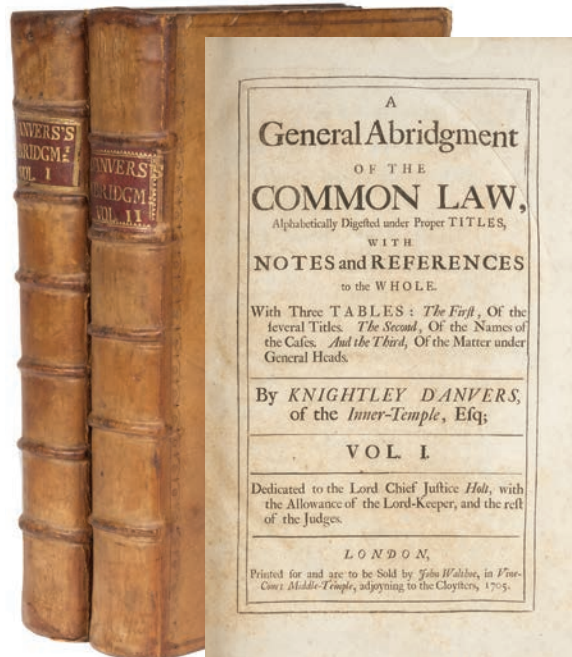 ANVERS'S
BRIDGM:T
VOL. I
ANVERS
BRIDGM
VOL. II
A
General Abridgment
OF THE
COMMON LAW,
Alphabetically Digeſted under Proper TITLES,
WITH
NOTES and REFERENCES
to the WHOLE.
With Three TABLES: The Firſt, Of the
ſeveral Titles. The Second, Of the Names of
the Caſes. And the Third, Of the Matter under
General Heads.
By KNIGHTLEY D'ANVERS,
of the Inner-Temple, Eſq;
VOL. I.
Dedicated to the Lord Chief Juſtice Holt, with
the Allowance of the Lord-Keeper, and the reſt
of the Judges.
LONDON,
Printed for and are to be Sold by John Walthoe, in Vine-
Court Middle-Temple, adjoyning to the Cloyſters, 1705.